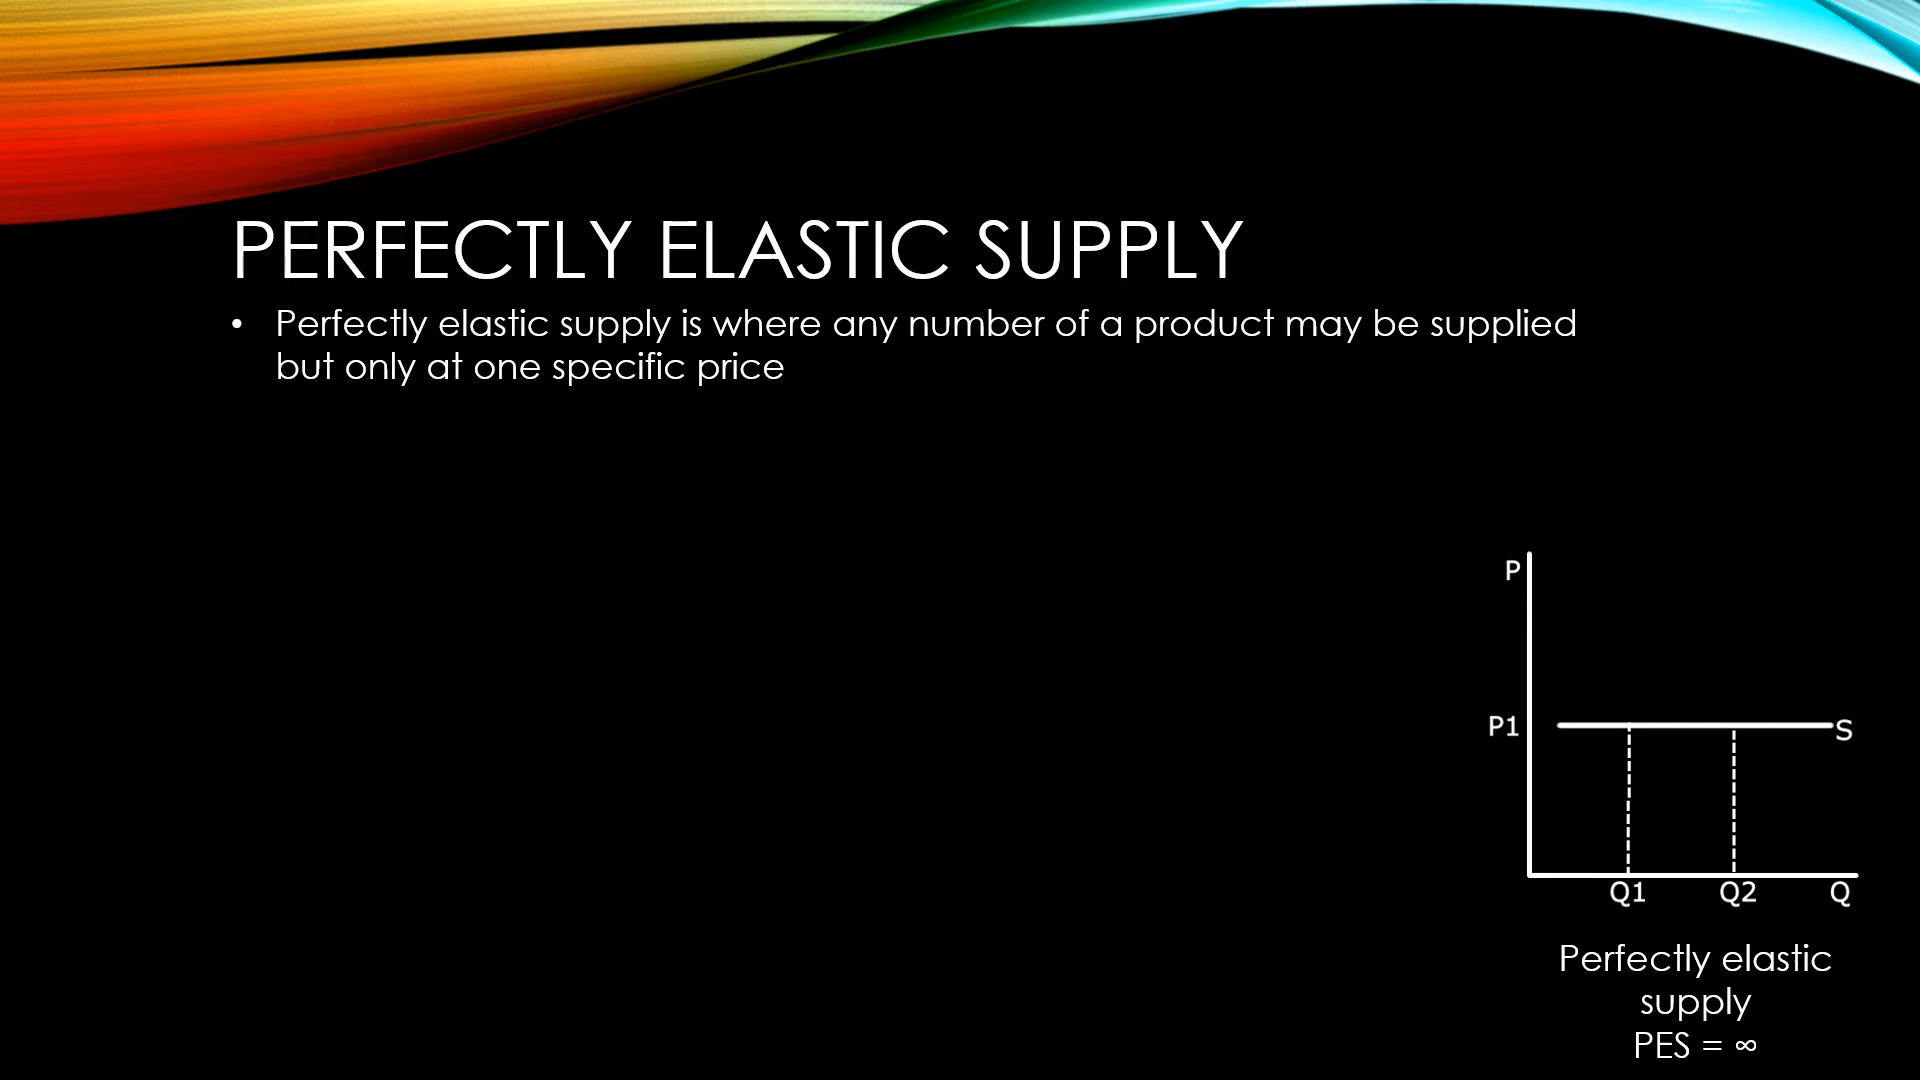 PERFECTLY ELASTIC SUPPLY
• Perfectly elastic supply is where any number of a product may be supplied
but only at one specific price
P
P1
S
Q1 Q2 Q
Perfectly elastic
supply
PES = ∞